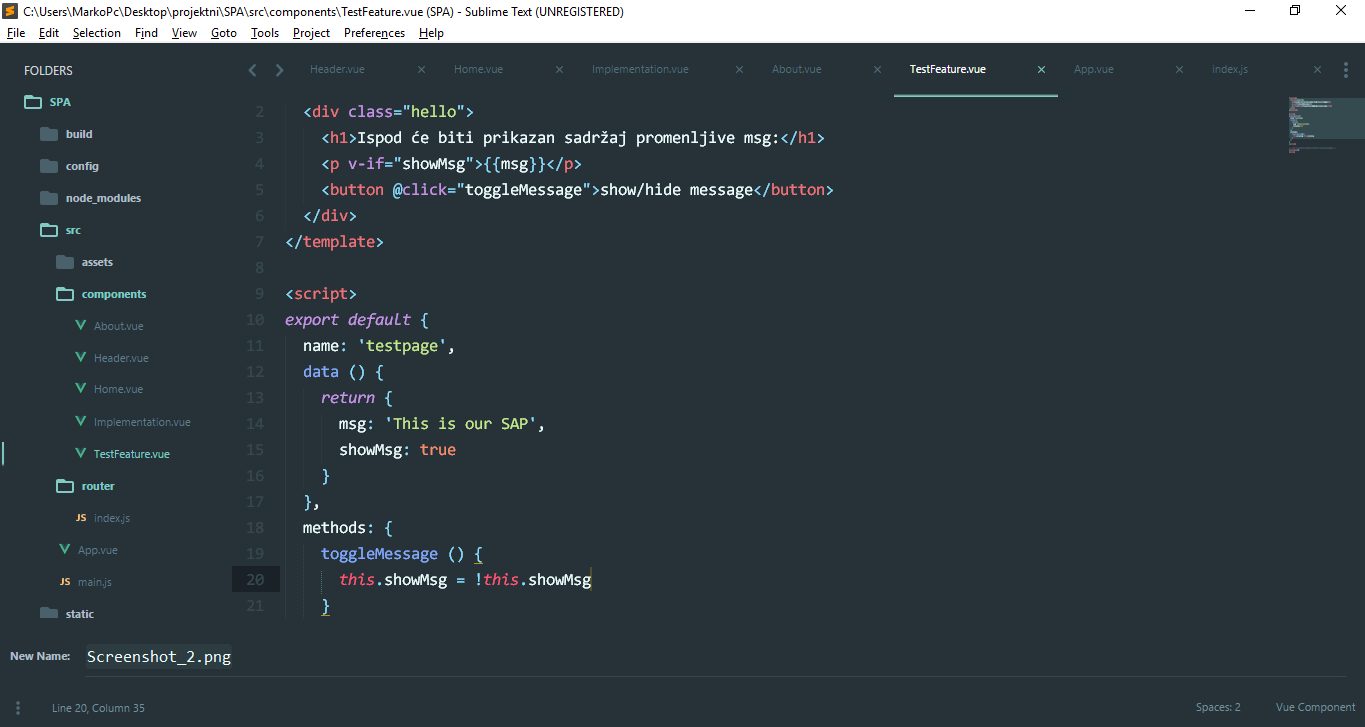 C:\Users\MarkoPc\Desktop\projektni\SPA\src\components\TestFeature.vue (SPA) - Sublime Text (UNREGISTERED)
File Edit Selection Find View Goto Tools Project Preferences Help
FOLDERS
SPA
build
config
node_modules
src
assets
components
About.vue
Header.vue
Home.vue
Implementation.vue
TestFeature.vue
router
JS index.js
App.vue
JS main.js
static
Header.vue Home.vue Implementation.vue About.vue TestFeature.vue App.vue index.js
2 <div class="hello">
3 <h1>Ispod će biti prikazan sadržaj promenljive msg:</h1>
4 <p v-if="showMsg">{{msg}}</p>
5 <button @click="toggleMessage">show/hide message</button>
6 </div>
7 </template>
8
9 <script>
10 export default {
11 name: 'testpage',
12 data () {
13 return {
14 msg: 'This is our SAP',
15 showMsg: true
16 }
17 },
18 methods: {
19 toggleMessage () {
20 this.showMsg = !this.showMsg
21 }
New Name: Screenshot_2.png
Line 20, Column 35
Spaces: 2 Vue Component